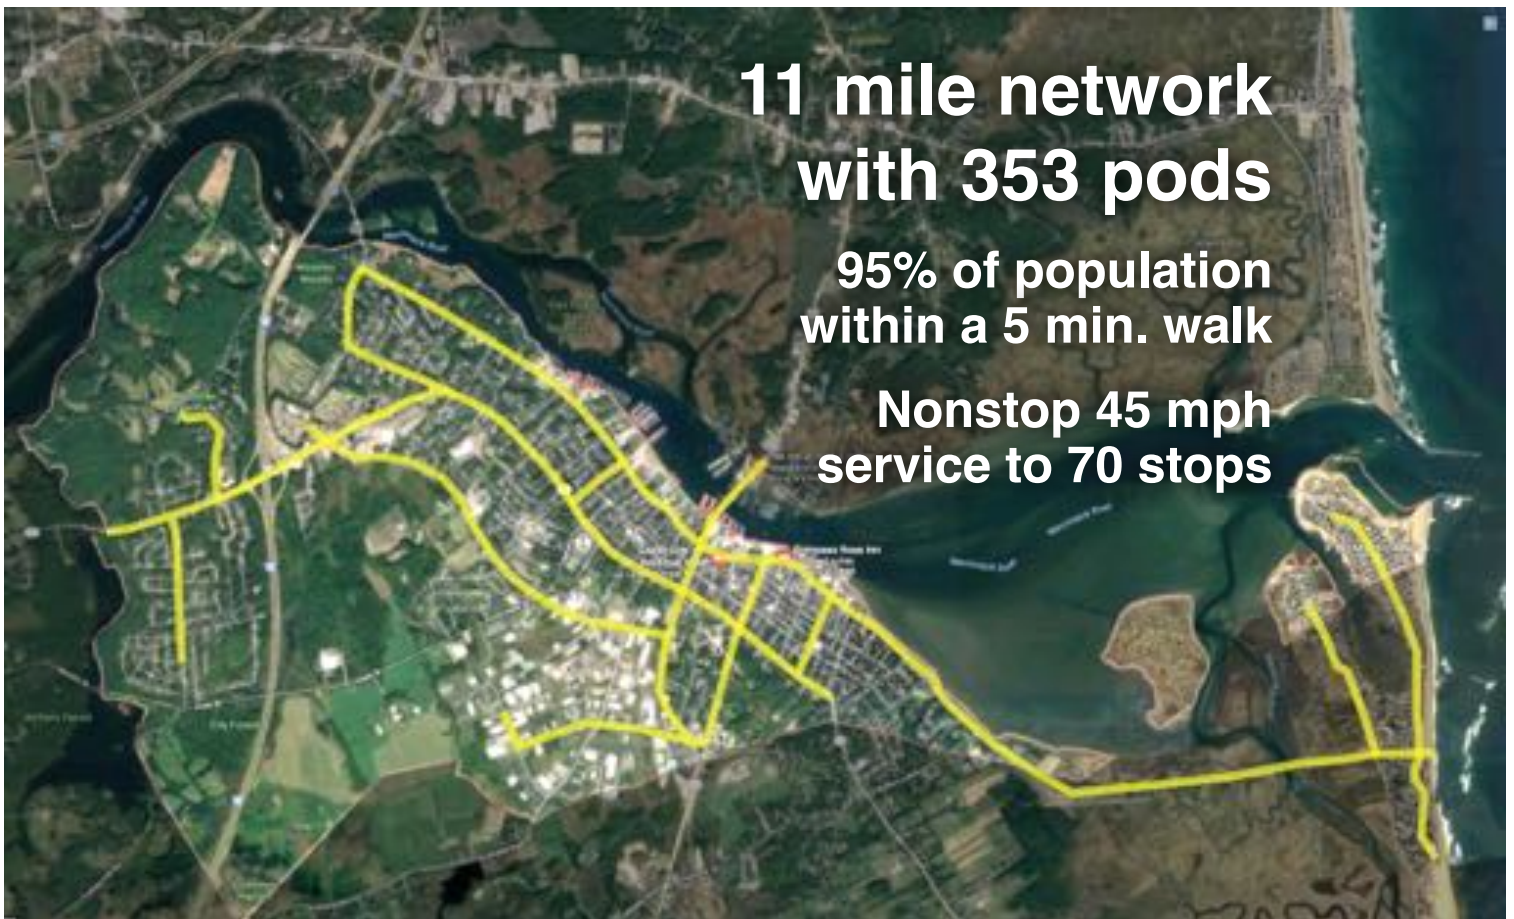 11 mile network
with 353 pods
95% of population
within a 5 min. walk
Nonstop 45 mph
service to 70 stops